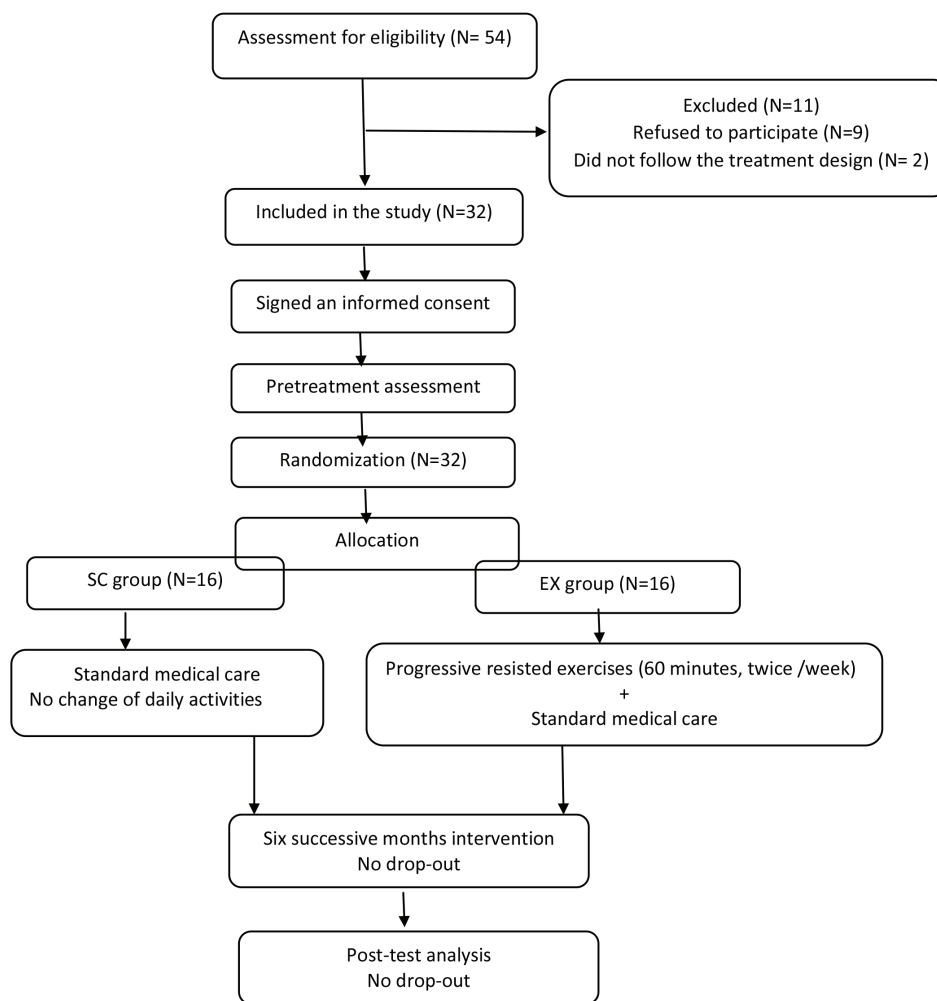 Assessment for eligibility (N= 54)
Excluded (N=11)
Refused to participate (N=9)
Did not follow the treatment design (N= 2)
Included in the study (N=32)
Signed an informed consent
Pretreatment assessment
Randomization (N=32)
Allocation
SC group (N=16)
EX group (N=16)
Standard medical care
No change of daily activities
Progressive resisted exercises (60 minutes, twice /week)
+
Standard medical care
Six successive months intervention
No drop-out
Post-test analysis
No drop-out